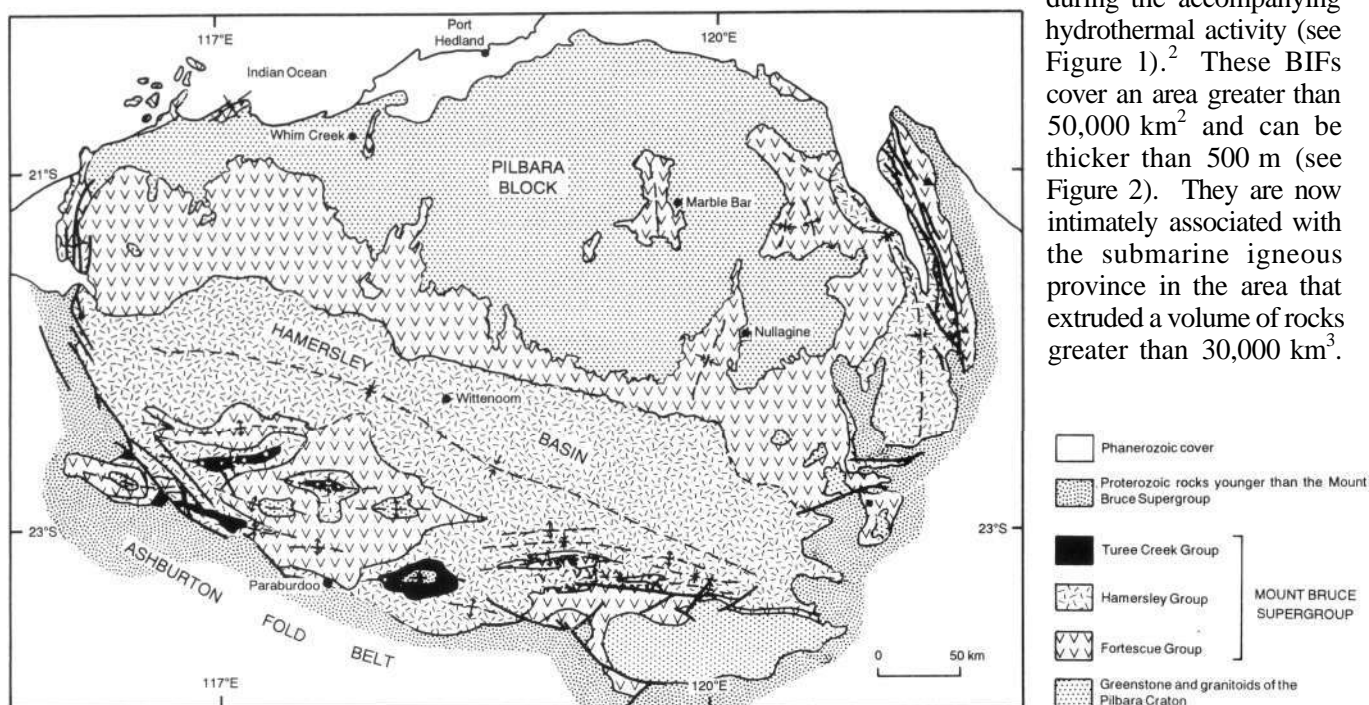 during the accompanying
hydrothermal activity (see
Figure 1).² These BIFs
cover an area greater than
50,000 km² and can be
thicker than 500 m (see
Figure 2). They are now
intimately associated with
the submarine igneous
province in the area that
extruded a volume of rocks
greater than 30,000 km³.
117°E
Port
Hedland
120°E
Indian Ocean
Whim Creek
21°S
PILBARA
BLOCK
Marble Bar
Nullagine
HAMERSLEY
Wittenoom
BASIN
23°S
23°S
ASHBURTON
Paraburdoo
FOLD
BELT
0 50 km
117°E
120°E
Phanerozoic cover
Proterozoic rocks younger than the Mount
Bruce Supergroup
Turee Creek Group
Hamersley Group
MOUNT BRUCE
SUPERGROUP
Fortescue Group
Greenstone and granitoids of the
Pilbara Craton